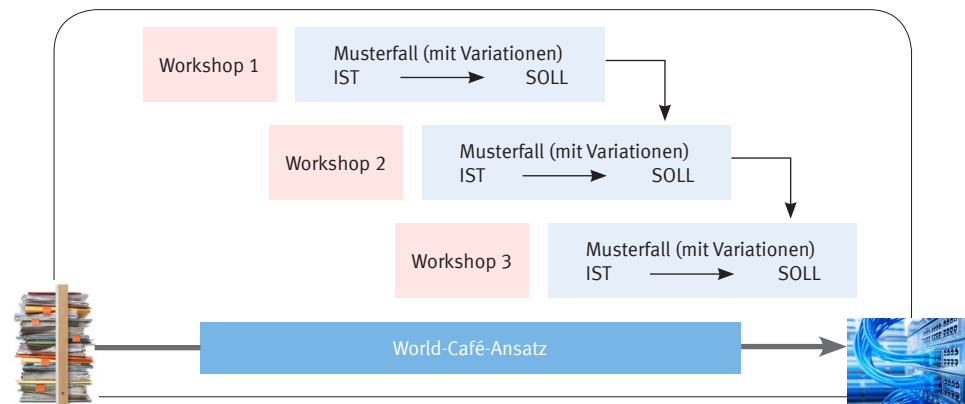 Workshop 1
Musterfall (mit Variationen)
IST SOLL
Workshop 2
Musterfall (mit Variationen)
IST SOLL
Workshop 3
Musterfall (mit Variationen)
IST SOLL
World-Café-Ansatz